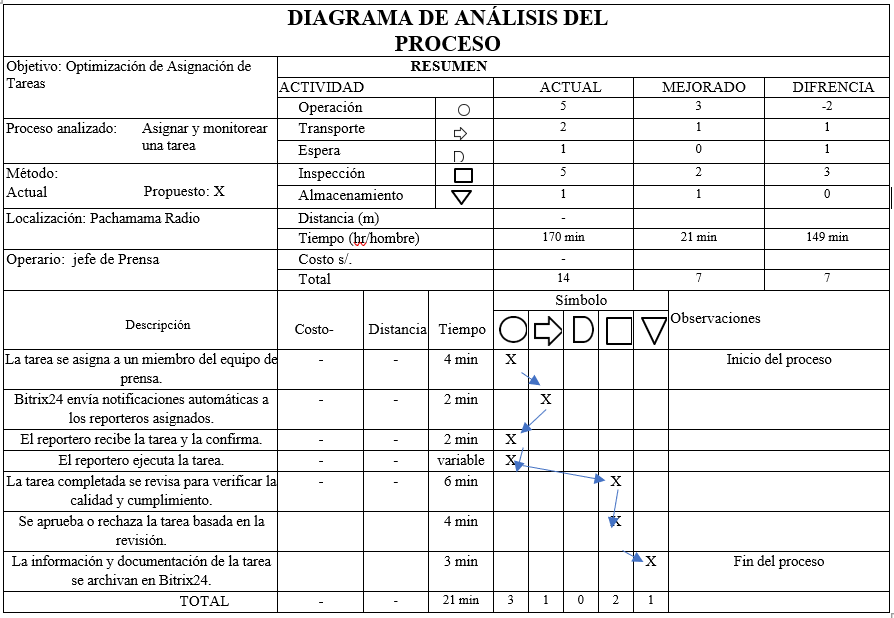 DIAGRAMA DE ANÁLISIS DEL
PROCESO
Objetivo: Optimización de Asignación de
Tareas
RESUMEN
ACTIVIDAD ACTUAL MEJORADO DIFRENCIA
Operación 5 3 -2
Proceso analizado: Asignar y monitorear
una tarea
Transporte 2 1 1
Espera 1 0 1
Método:
Actual Propuesto: X
Inspección 5 2 3
Almacenamiento 1 1 0
Localización: Pachamama Radio
Distancia (m) -
Tiempo (hr/hombre) 170 min 21 min 149 min
Operario: jefe de Prensa
Costo s/. -
Total 14 7 7
Descripción Costo- Distancia Tiempo Símbolo Observaciones
La tarea se asigna a un miembro del equipo de
prensa.
- - 4 min X Inicio del proceso
Bitrix24 envía notificaciones automáticas a
los reporteros asignados.
- - 2 min X
El reportero recibe la tarea y la confirma. - - 2 min X
El reportero ejecuta la tarea. - - variable X
La tarea completada se revisa para verificar la
calidad y cumplimiento.
- - 6 min X
Se aprueba o rechaza la tarea basada en la
revisión.
4 min X
La información y documentación de la tarea
se archivan en Bitrix24.
3 min X Fin del proceso
TOTAL - - 21 min 3 1 0 2 1